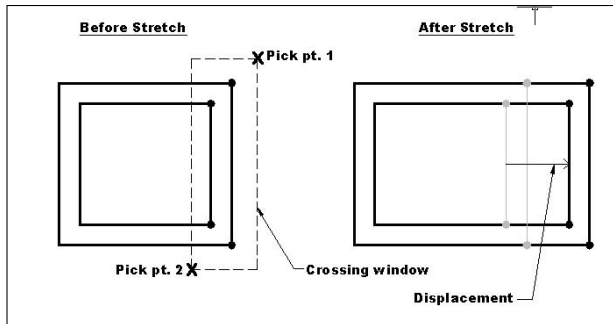 Before Stretch
After Stretch
Pick pt. 1
Pick pt. 2
Crossing window
Displacement